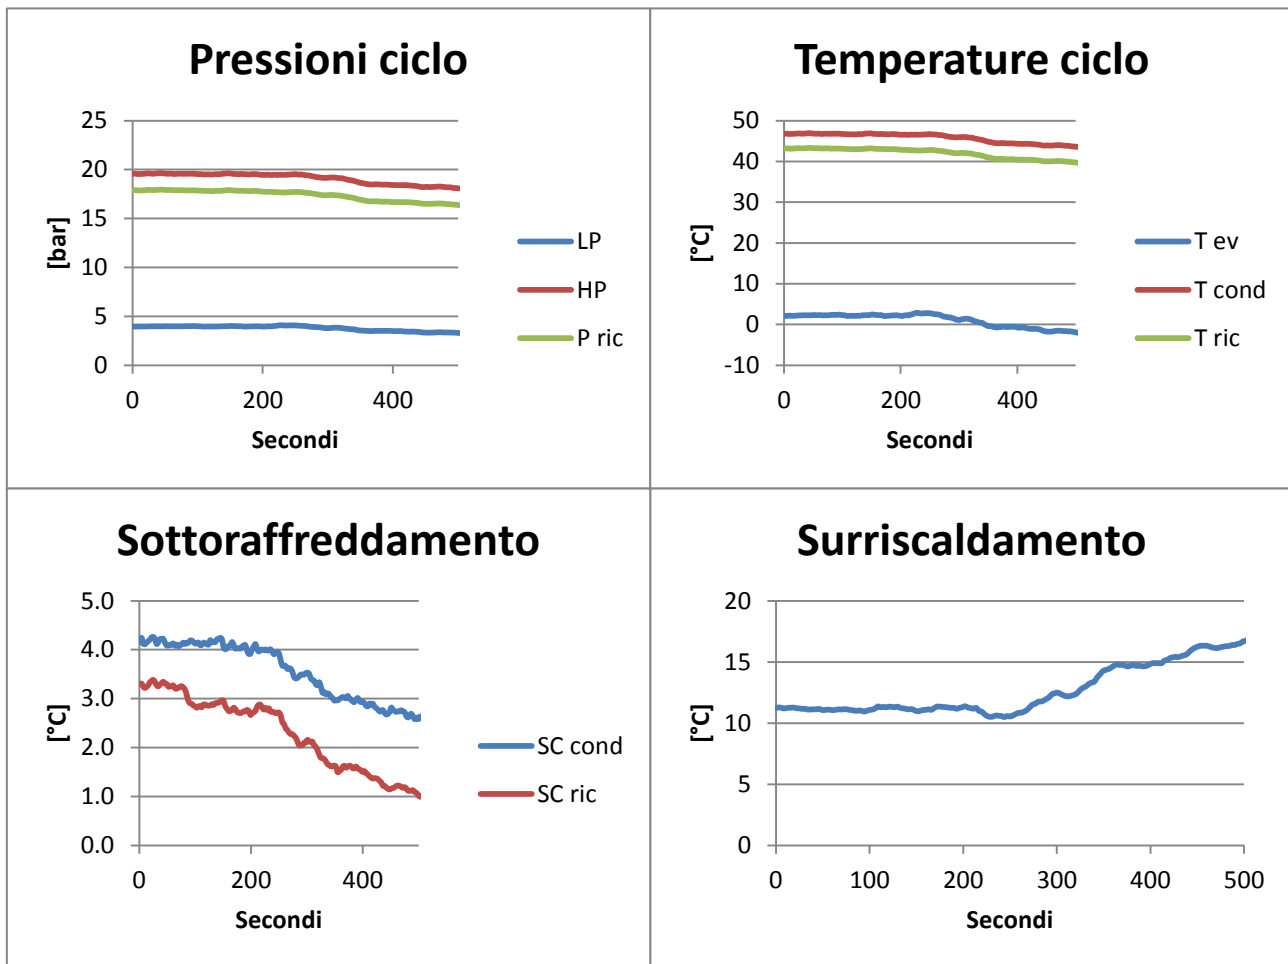 Pressioni ciclo
25
20
15
10
5
0
[bar]
0 200 400
Secondi
LP
HP
P ric
Temperature ciclo
50
40
30
20
10
0
-10
[°C]
0 200 400
Secondi
T ev
T cond
T ric
Sottoraffreddamento
5.0
4.0
3.0
2.0
1.0
0.0
[°C]
0 200 400
Secondi
SC cond
SC ric
Surriscaldamento
20
15
10
5
0
[°C]
0 100 200 300 400 500
Secondi